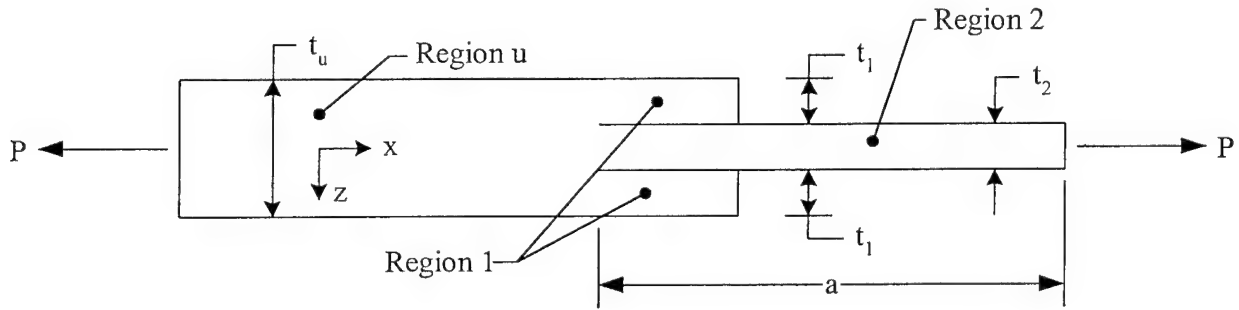 Region 2
t_u
Region u
t_1
t_2
P
x
P
z
t_1
Region 1
a